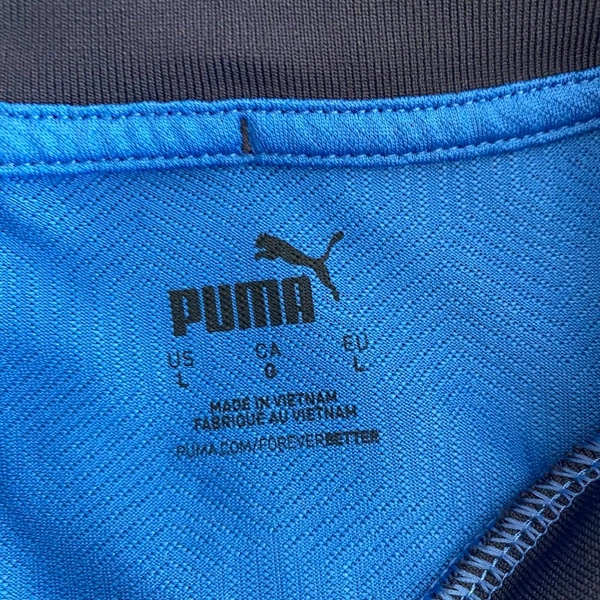 PUMA
US CA EU
L G L
MADE IN VIETNAM
FABRIQUÉ AU VIETNAM
PUMA.COM/FOREVERBETTER